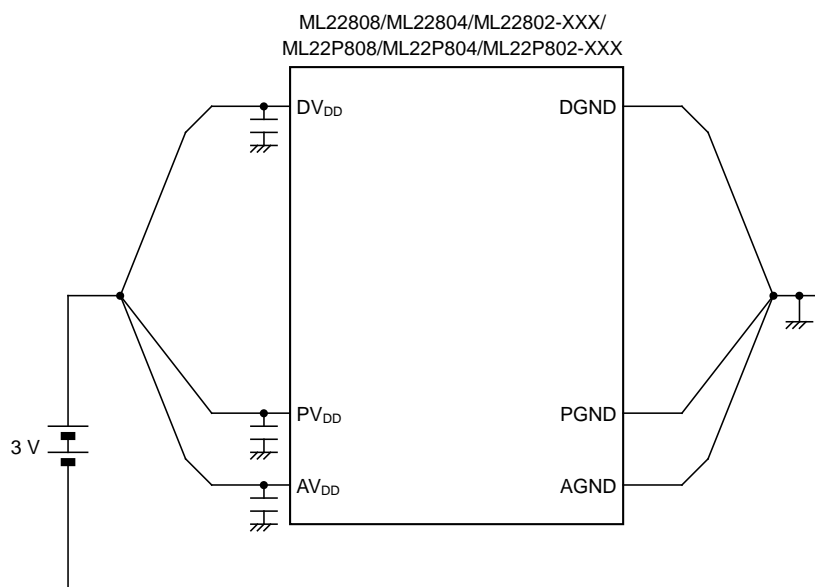 ML22808/ML22804/ML22802-XXX/
ML22P808/ML22P804/ML22P802-XXX
DVDD
DGND
3 V
PVDD
PGND
AVDD
AGND